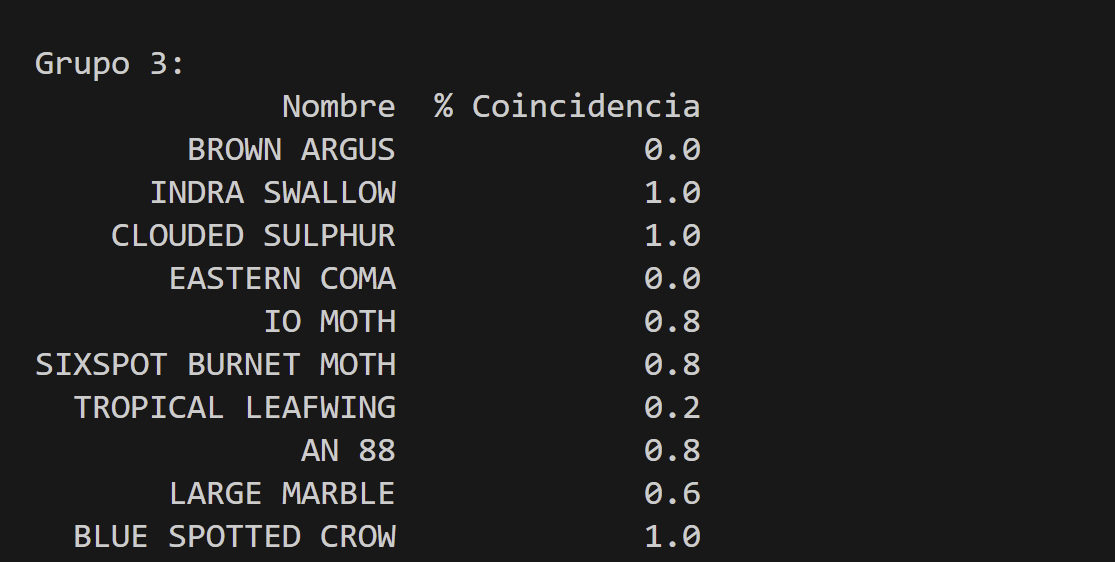 Grupo 3:
Nombre % Coincidencia
BROWN ARGUS 0.0
INDRA SWALLOW 1.0
CLOUDED SULPHUR 1.0
EASTERN COMA 0.0
IO MOTH 0.8
SIXSPOT BURNET MOTH 0.8
TROPICAL LEAFWING 0.2
AN 88 0.8
LARGE MARBLE 0.6
BLUE SPOTTED CROW 1.0